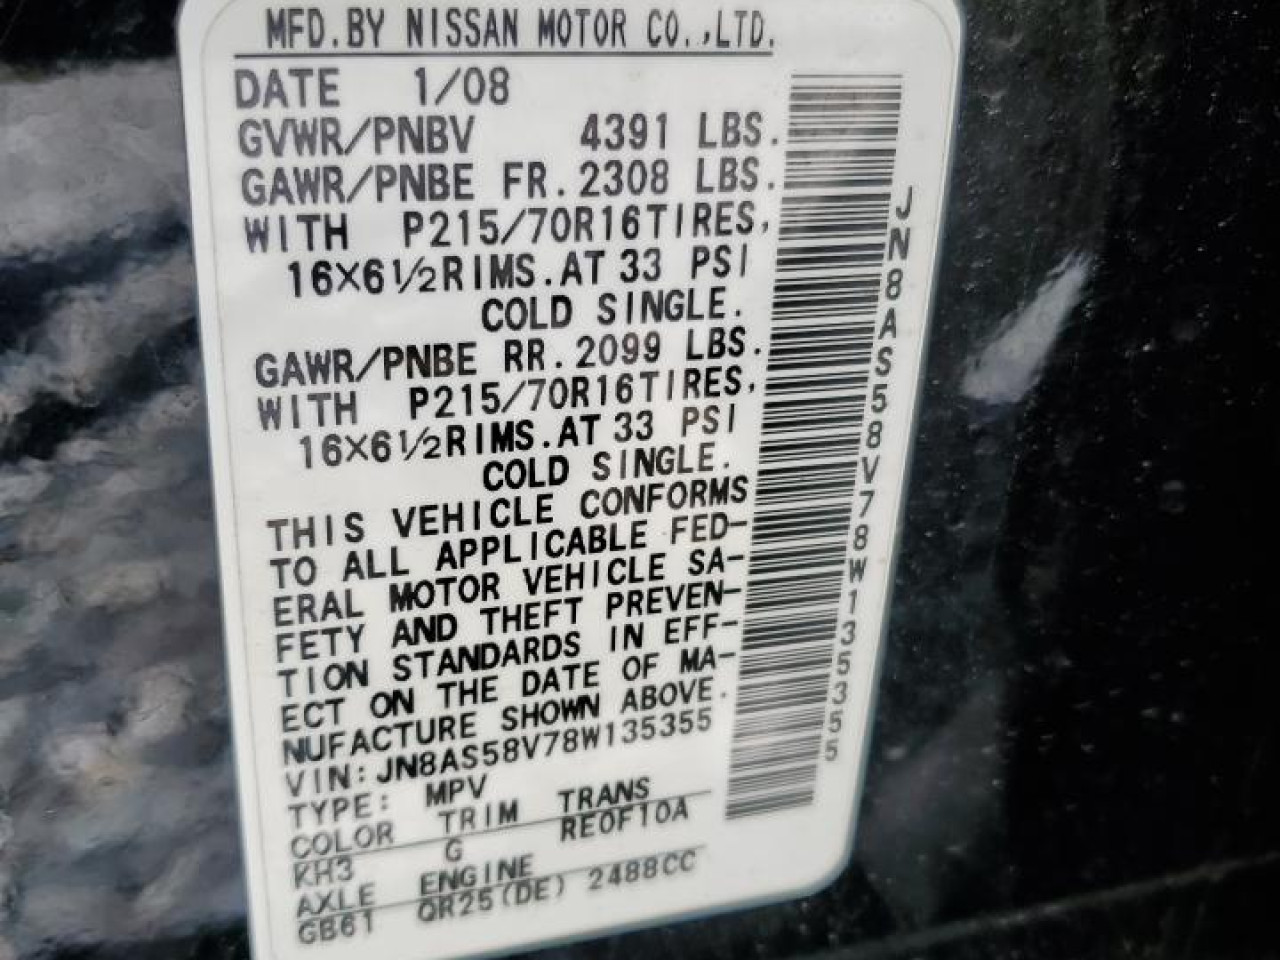 MFD.BY NISSAN MOTOR CO.,LTD.
DATE 1/08
GVWR/PNBV 4391 LBS.
GAWR/PNBE FR.2308 LBS.
WITH P215/70R16TIRES,
16X6½RIMS.AT 33 PSI
COLD SINGLE.
GAWR/PNBE RR.2099 LBS.
WITH P215/70R16TIRES,
16X6½RIMS.AT 33 PSI
COLD SINGLE.
THIS VEHICLE CONFORMS
TO ALL APPLICABLE FED-
ERAL MOTOR VEHICLE SA-
FETY AND THEFT PREVEN-
TION STANDARDS IN EFF-
ECT ON THE DATE OF MA-
NUFACTURE SHOWN ABOVE.
VIN:JN8AS58V78W135355
TYPE: MPV
COLOR TRIM TRANS
KH3 G RE0F10A
AXLE ENGINE
GB61 QR25(DE) 2488CC
JN8AS58V78W135355